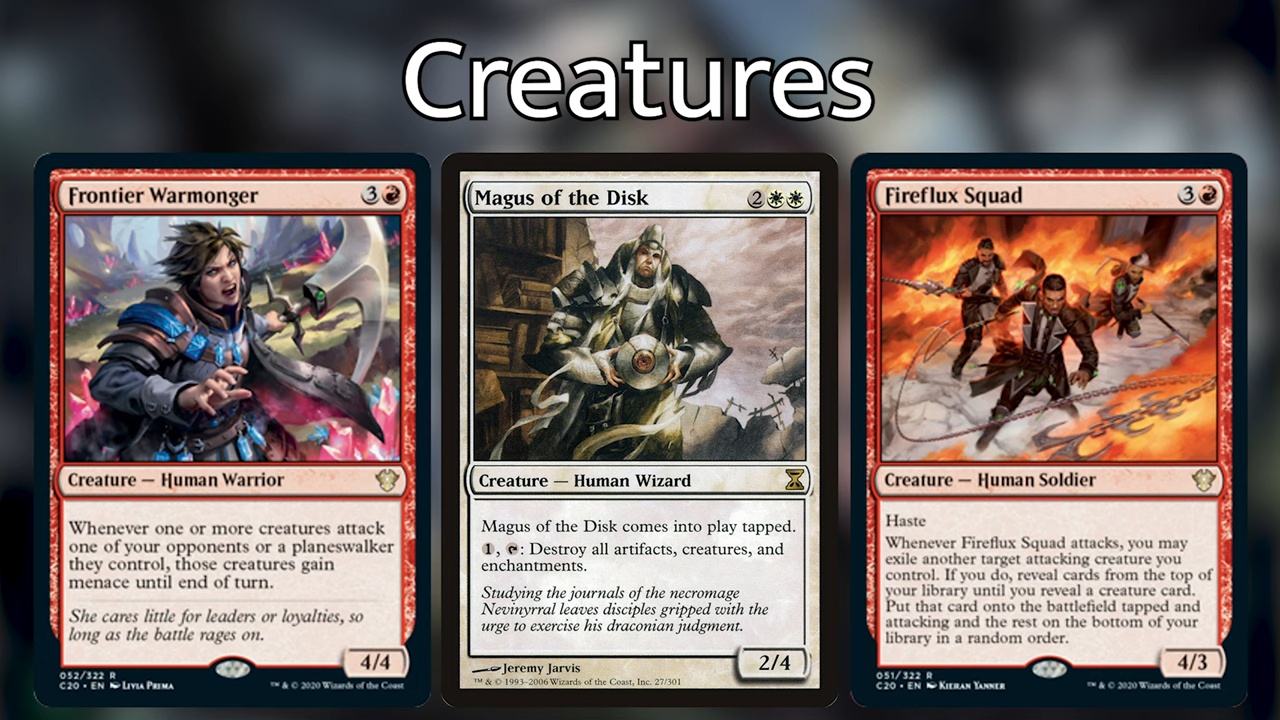 Creatures
Frontier Warmonger 3
Creature — Human Warrior
Whenever one or more creatures attack
one of your opponents or a planeswalker
they control, those creatures gain
menace until end of turn.
She cares little for leaders or loyalties, so
long as the battle rages on.
4/4
052/322 R
C20 • EN LIVIA PRIMA
™ & © 2020 Wizards of the Coast
Magus of the Disk 2
Creature — Human Wizard
Magus of the Disk comes into play tapped.
1, : Destroy all artifacts, creatures, and
enchantments.
Studying the journals of the necromage
Nevinyrral leaves disciples gripped with the
urge to exercise his draconian judgment.
Jeremy Jarvis
2/4
™ & © 1993–2006 Wizards of the Coast, Inc. 27/301
Fireflux Squad 3
Creature — Human Soldier
Haste
Whenever Fireflux Squad attacks, you may
exile another target attacking creature you
control. If you do, reveal cards from the top of
your library until you reveal a creature card.
Put that card onto the battlefield tapped and
attacking and the rest on the bottom of your
library in a random order.
4/3
051/322 R
C20 • EN KIERAN YANNER
™ & © 2020 Wizards of the Coast